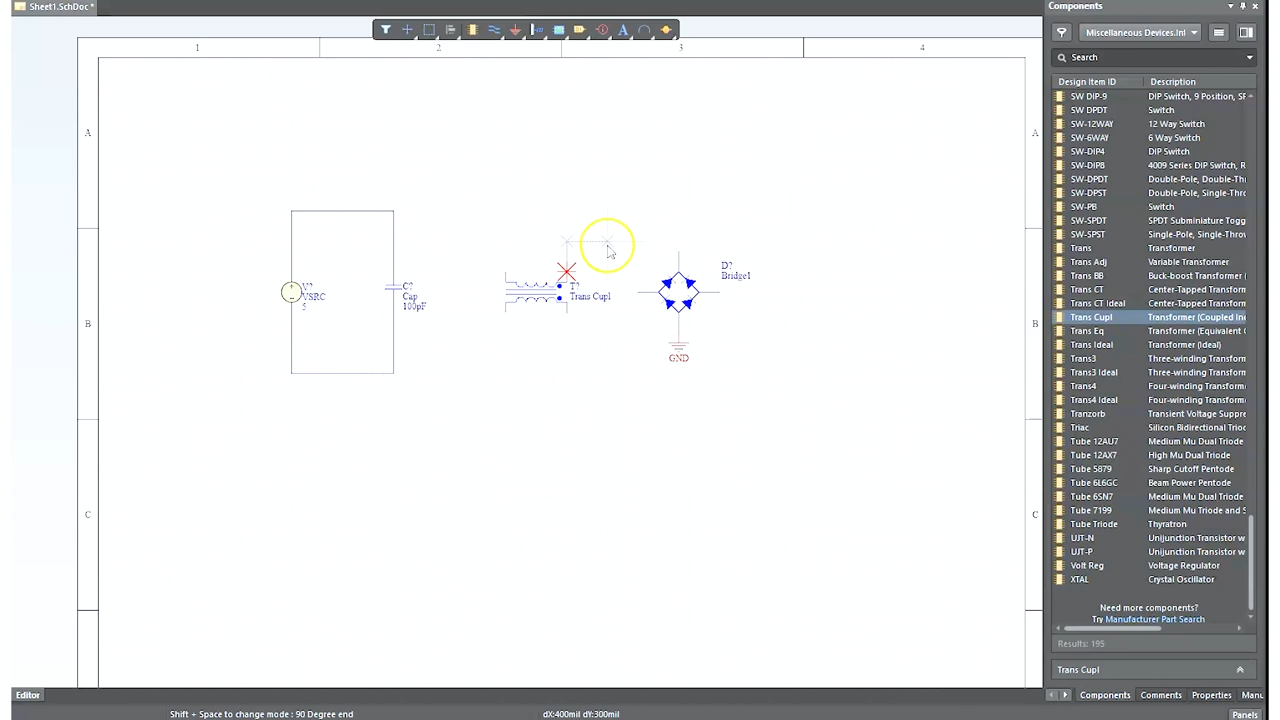 Sheet1.SchDoc *
Components
Miscellaneous Devices.Int
Search
Design Item ID
Description
SW DIP-9 DIP Switch, 9 Position, SF
SW DPDT Switch
SW-12WAY 12 Way Switch
SW-6WAY 6 Way Switch
SW-DIP4 DIP Switch
SW-DIP8 4009 Series DIP Switch, R
SW-DPDT Double-Pole, Double-Thr
SW-DPST Double-Pole, Single-Thro
SW-PB Switch
SW-SPDT SPDT Subminiature Togg
SW-SPST Single-Pole, Single-Throw
Trans Transformer
Trans Adj Variable Transformer
Trans BB Buck-boost Transformer (
Trans CT Center-Tapped Transform
Trans CT Ideal Center-Tapped Transform
Trans Cupl Transformer (Coupled Ind
Trans Eq Transformer (Equivalent C
Trans Ideal Transformer (Ideal)
Trans3 Three-winding Transform
Trans3 Ideal Three-winding Transform
Trans4 Four-winding Transforme
Trans4 Ideal Four-winding Transforme
Tranzorb Transient Voltage Suppre
Triac Silicon Bidirectional Trioc
Tube 12AU7 Medium Mu Dual Triode
Tube 12AX7 High Mu Dual Triode
Tube 5879 Sharp Cutoff Pentode
Tube 6L6GC Beam Power Pentode
Tube 6SN7 Medium Mu Dual Triode
Tube 7199 Medium Mu Triode and S
Tube Triode Thyratron
UJT-N Unijunction Transistor w
UJT-P Unijunction Transistor w
Volt Reg Voltage Regulator
XTAL Crystal Oscillator
Need more components?
Try Manufacturer Part Search
Results: 195
Trans Cupl
Components Comments Properties Manu
Panels
1 2 3 4
A A
B B
C C
V?
VSRC
5
C?
Cap
100pF
T?
Trans Cupl
D?
Bridge1
GND
Editor
Shift + Space to change mode : 90 Degree end
dX:400mil dY:300mil